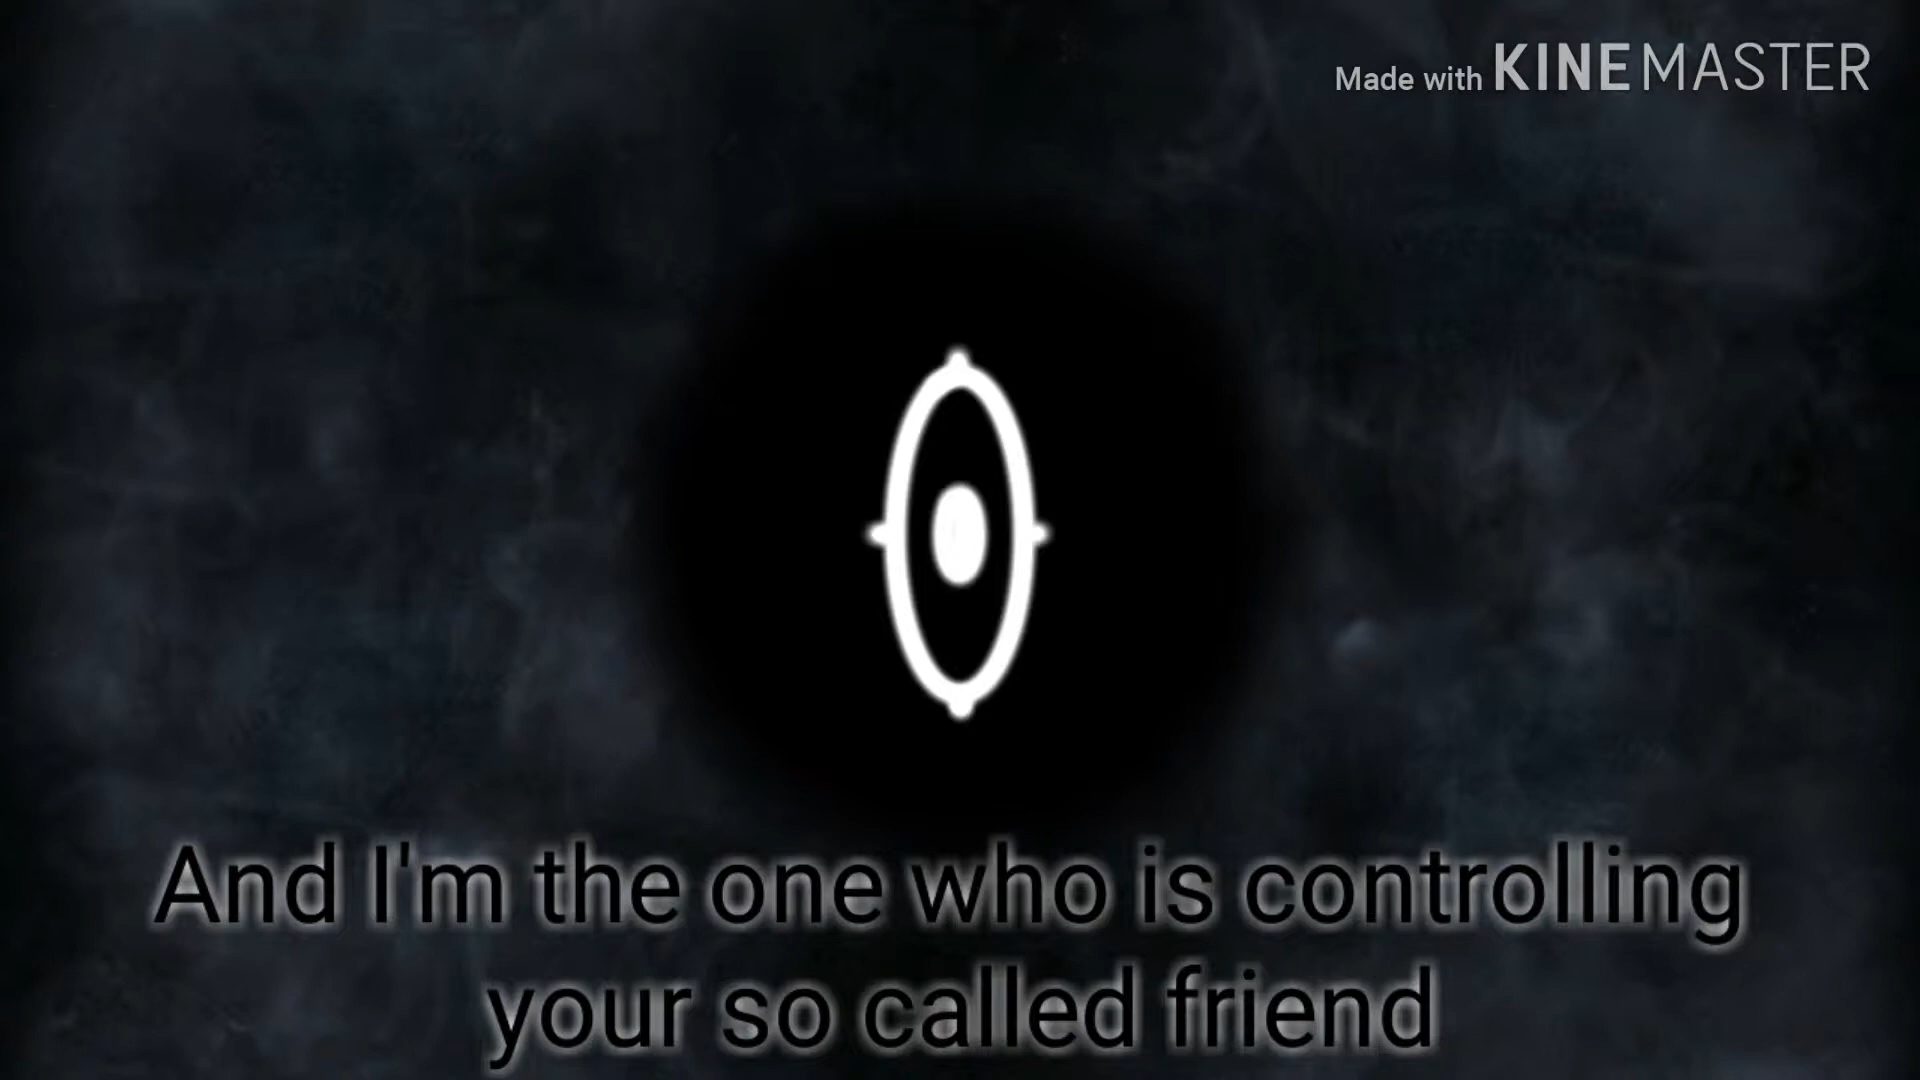 Made with KINEMASTER
And I'm the one who is controlling
your so called friend